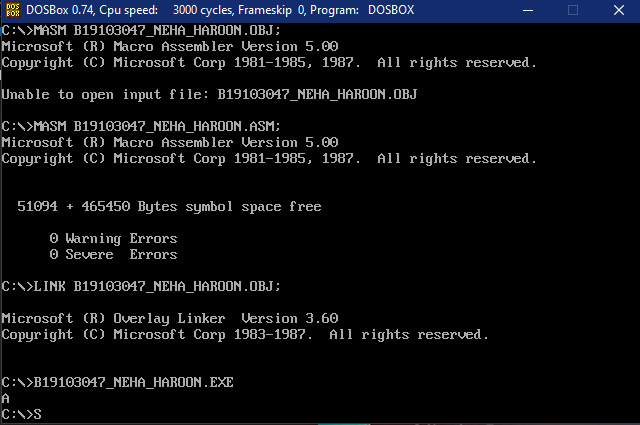 DOSBox 0.74, Cpu speed: 3000 cycles, Frameskip 0, Program: DOSBOX
C:\>MASM B19103047_NEHA_HAROON.OBJ;
Microsoft (R) Macro Assembler Version 5.00
Copyright (C) Microsoft Corp 1981-1985, 1987.  All rights reserved.
Unable to open input file: B19103047_NEHA_HAROON.OBJ
C:\>MASM B19103047_NEHA_HAROON.ASM;
Microsoft (R) Macro Assembler Version 5.00
Copyright (C) Microsoft Corp 1981-1985, 1987.  All rights reserved.
51094 + 465450 Bytes symbol space free
0 Warning Errors
0 Severe  Errors
C:\>LINK B19103047_NEHA_HAROON.OBJ;
Microsoft (R) Overlay Linker  Version 3.60
Copyright (C) Microsoft Corp 1983-1987.  All rights reserved.
C:\>B19103047_NEHA_HAROON.EXE
A
C:\>S